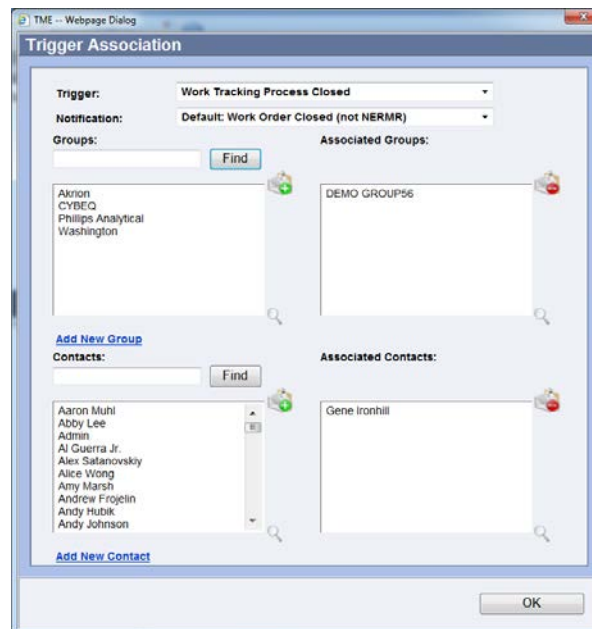 TME -- Webpage Dialog
Trigger Association
Trigger: Work Tracking Process Closed
Notification: Default: Work Order Closed (not NERMR)
Groups: Associated Groups:
Find
Akrion
CYBEQ
Phillips Analytical
Washington
DEMO GROUP56
Add New Group
Contacts: Associated Contacts:
Find
Aaron Muhl
Abby Lee
Admin
Al Guerra Jr.
Alex Satanovskiy
Alice Wong
Amy Marsh
Andrew Frojelin
Andy Hubik
Andy Johnson
Gene Ironhill
Add New Contact
OK